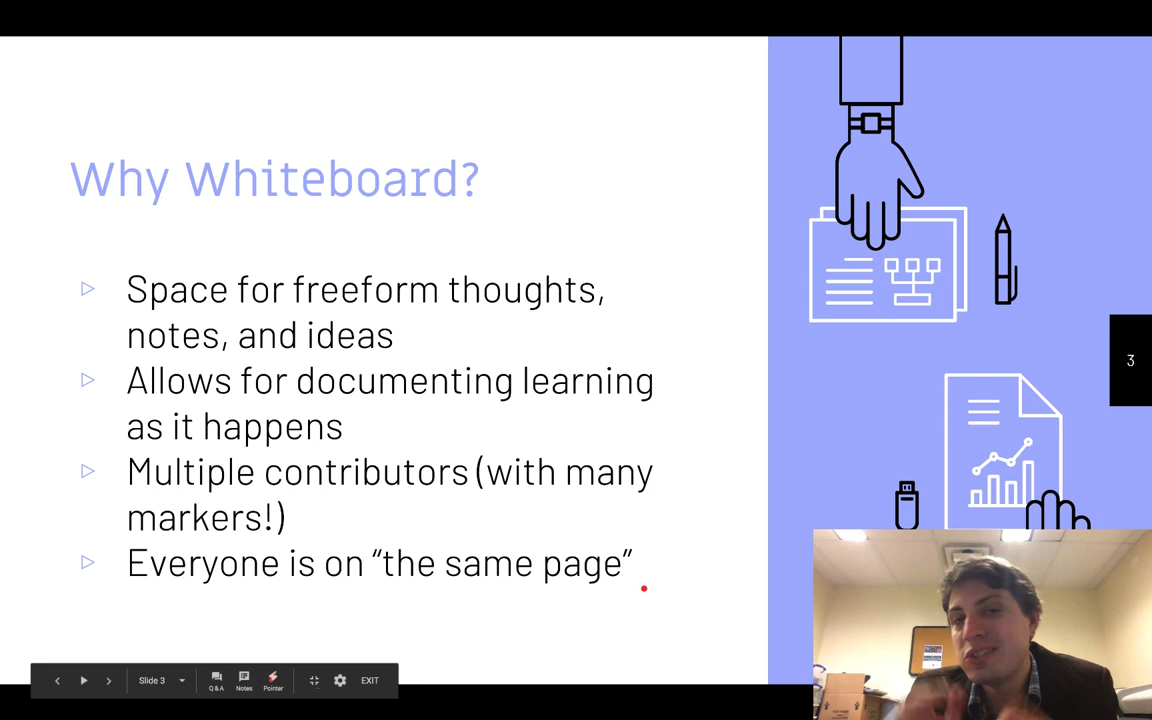 Why Whiteboard?
▷ Space for freeform thoughts,
notes, and ideas
▷ Allows for documenting learning
as it happens
▷ Multiple contributors (with many
markers!)
▷ Everyone is on “the same page”
3
Slide 3
Q&A
Notes
Pointer
EXIT